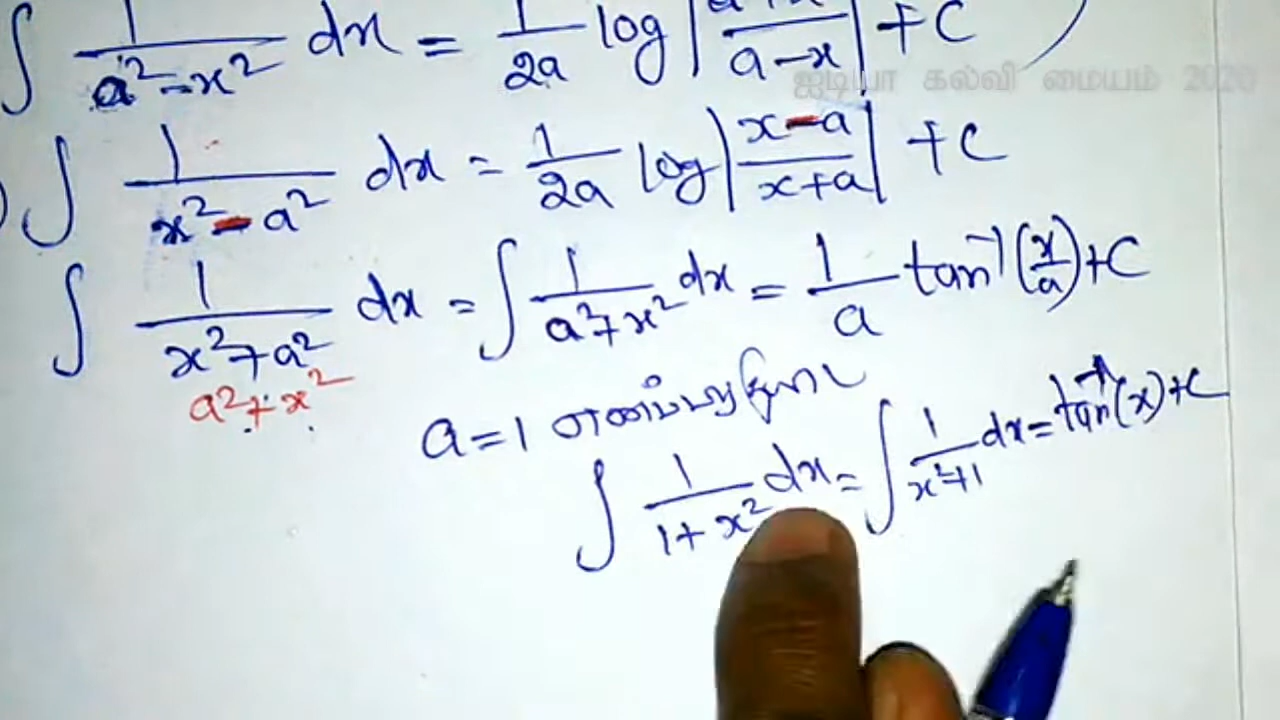 ∫ 1/(a² - x²) dx = 1/2a log |(a+x)/(a-x)| + C
ஐடியா கல்வி மையம் 2020
) ∫ 1/(x² - a²) dx = 1/2a log |(x-a)/(x+a)| + C
∫ 1/(x² + a²) dx = ∫ 1/(a² + x²) dx = 1/a tan⁻¹ (x/a) + C
a² + x²
a = 1
∫ 1/(1 + x²) dx = ∫ 1/(x² + 1) dx = tan⁻¹(x) + C